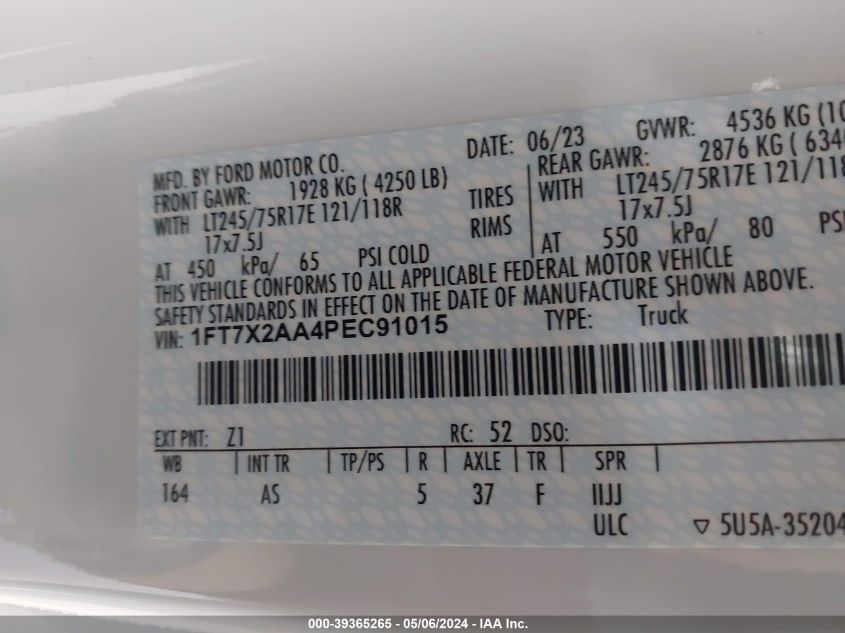 MFD. BY FORD MOTOR CO. DATE: 06/23 GVWR: 4536 KG
FRONT GAWR: 1928 KG ( 4250 LB) REAR GAWR: 2876 KG (
WITH LT245/75R17E 121/118R TIRES WITH LT245/75R17E
17x7.5J RIMS 17x7.5J
AT 450 kPa/ 65 PSI COLD AT 550 kPa/ 80
THIS VEHICLE CONFORMS TO ALL APPLICABLE FEDERAL MOTOR VEHICLE
SAFETY STANDARDS IN EFFECT ON THE DATE OF MANUFACTURE SHOWN ABOVE.
VIN: 1FT7X2AA4PEC91015 TYPE: Truck
EXT PNT: Z1 RC: 52 DSO:
WB | INT TR | TP/PS | R | AXLE | TR | SPR |
164 AS 5 37 F IIJJ
ULC ▽ 5U5A-35204
000-39365265 - 05/06/2024 - IAA Inc.